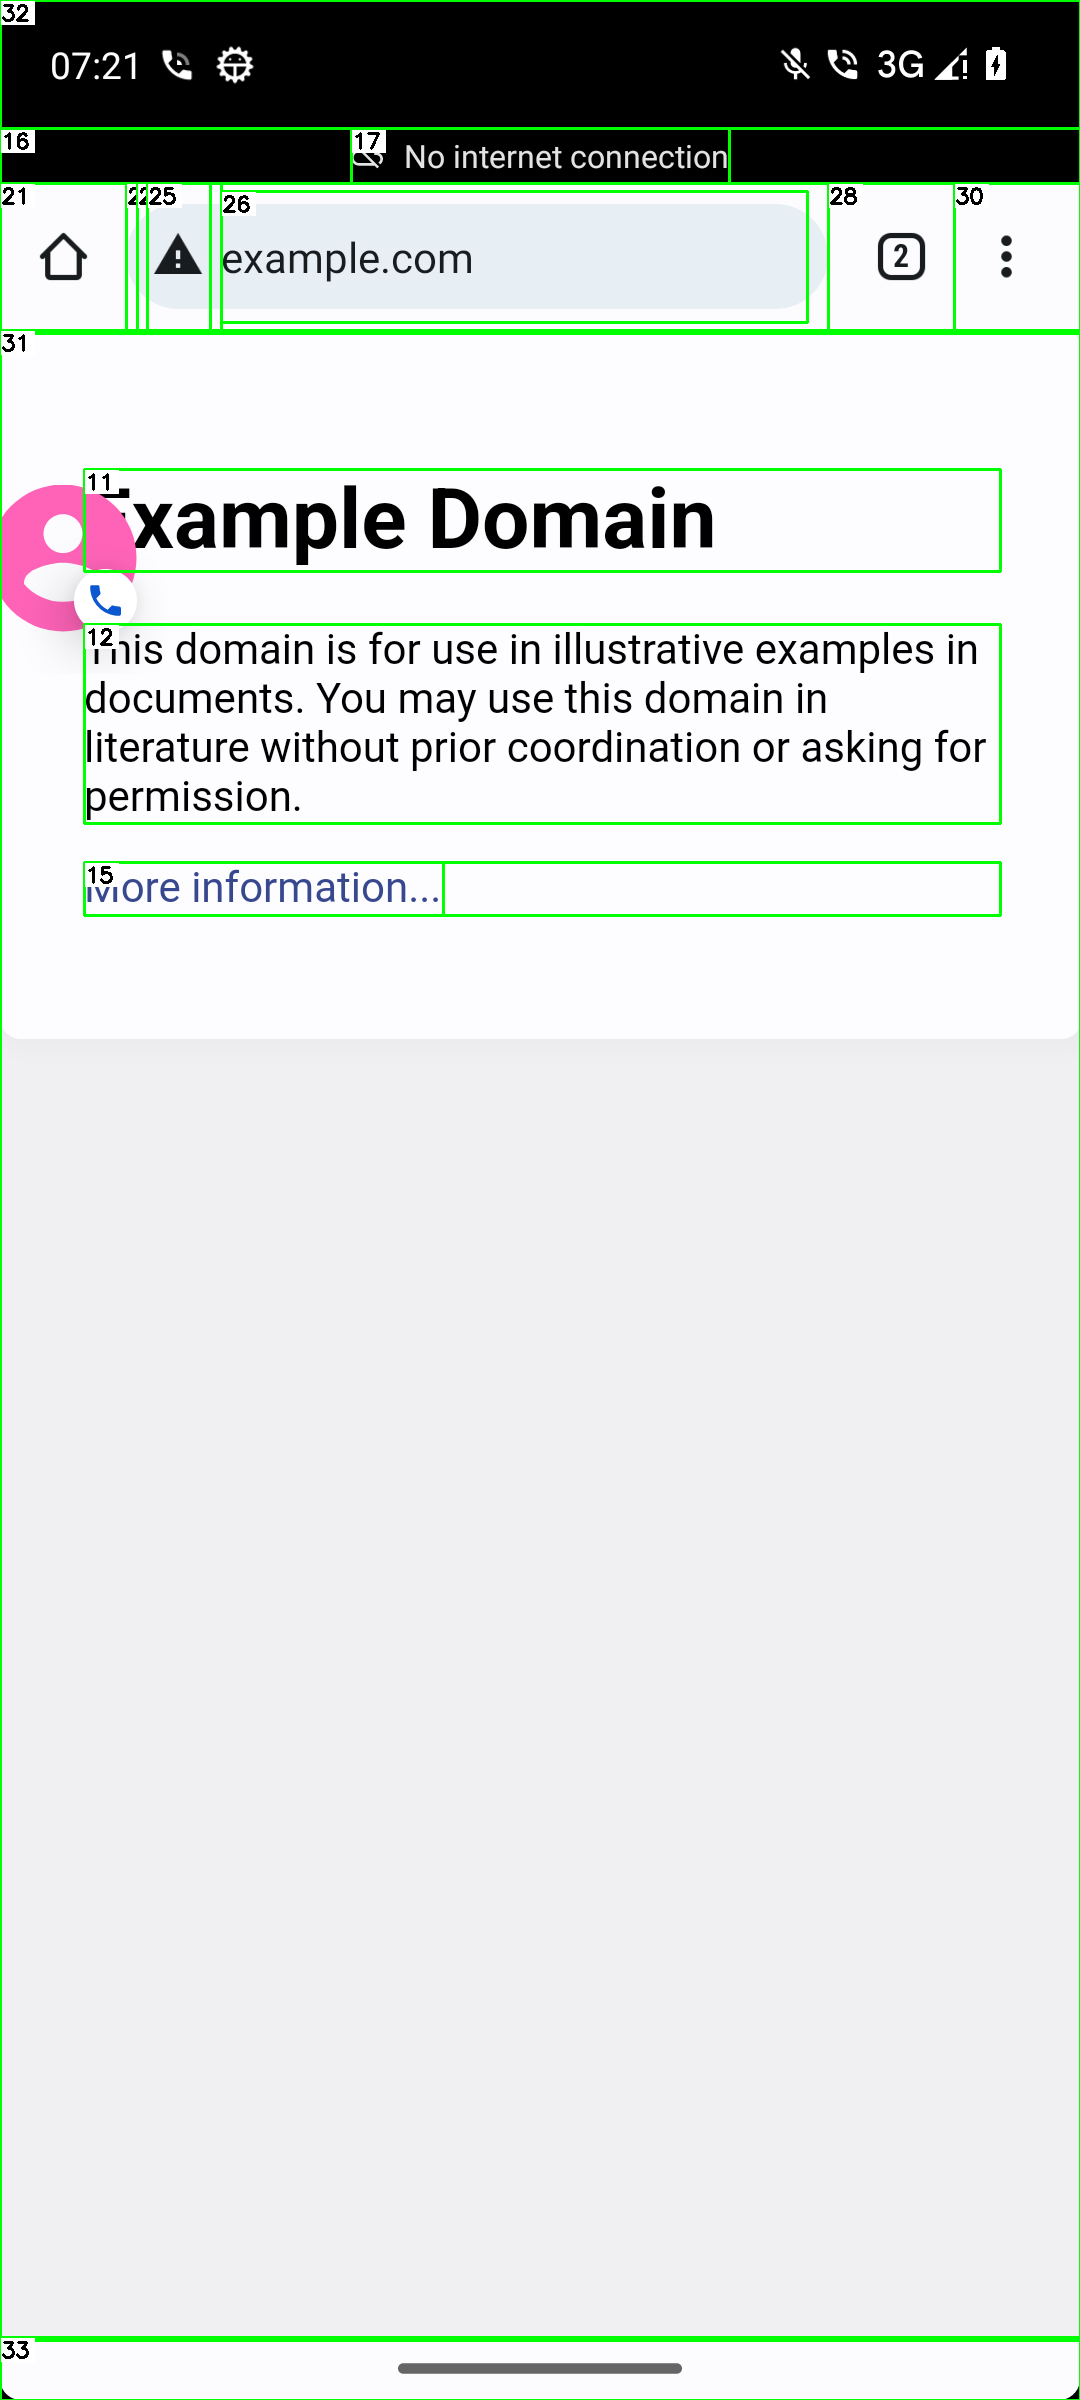 32
07:21
3G
16
17
No internet connection
21
22
25
26
example.com
28
2
30
31
11
Example Domain
12
This domain is for use in illustrative examples in
documents. You may use this domain in
literature without prior coordination or asking for
permission.
15
More information...
33